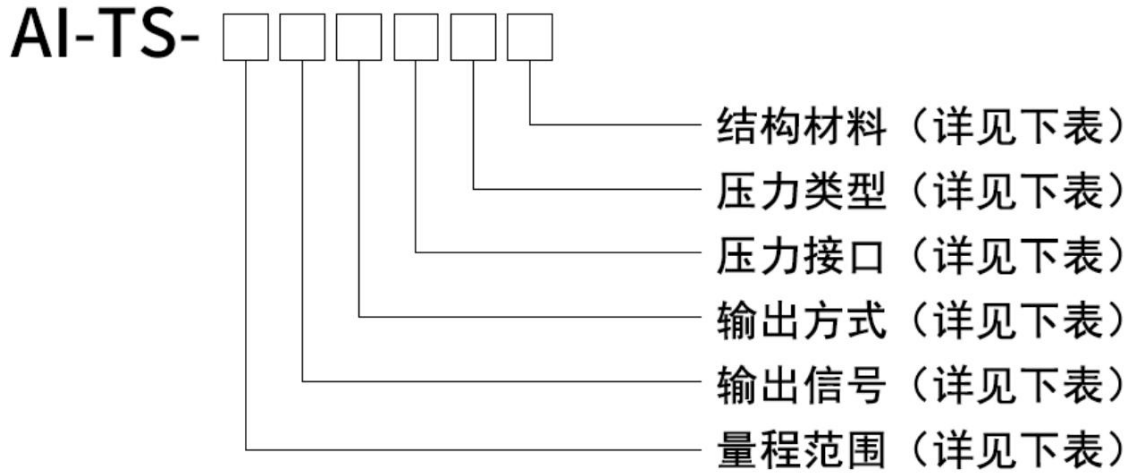 AI-TS-□□□□□□
结构材料（详见下表）
压力类型（详见下表）
压力接口（详见下表）
输出方式（详见下表）
输出信号（详见下表）
量程范围（详见下表）